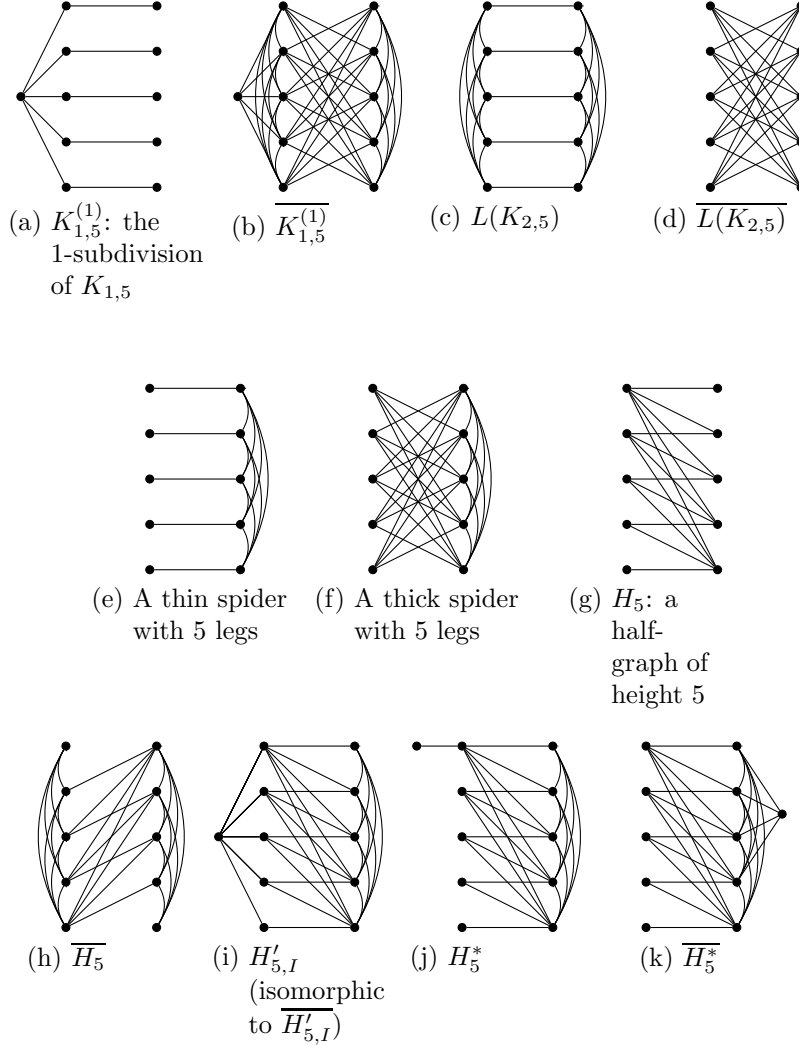 (a) $K_{1,5}^{(1)}$: the
1-subdivision
of $K_{1,5}$
(b) $\overline{K_{1,5}^{(1)}}$
(c) $L(K_{2,5})$
(d) $\overline{L(K_{2,5})}$
(e) A thin spider
with 5 legs
(f) A thick spider
with 5 legs
(g) $H_5$: a
half-
graph of
height 5
(h) $\overline{H_5}$
(i) $H'_{5,I}$
(isomorphic
to $\overline{H'_{5,I}}$)
(j) $H_5^*$
(k) $\overline{H_5^*}$